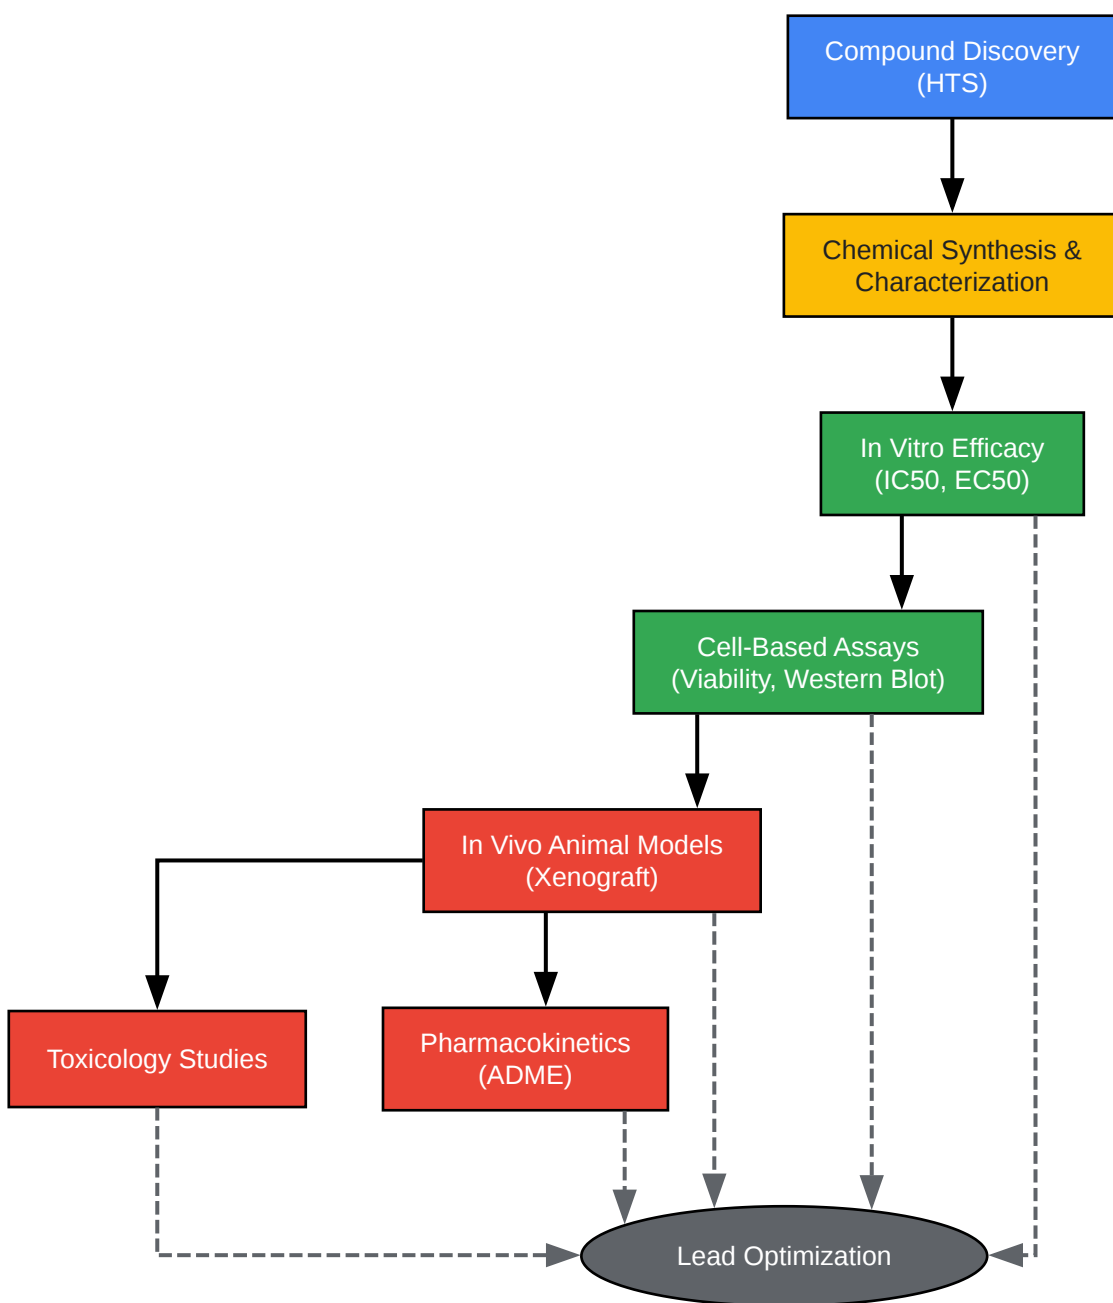 Compound Discovery
(HTS)
Chemical Synthesis &
Characterization
In Vitro Efficacy
(IC50, EC50)
Cell-Based Assays
(Viability, Western Blot)
In Vivo Animal Models
(Xenograft)
Toxicology Studies
Pharmacokinetics
(ADME)
Lead Optimization